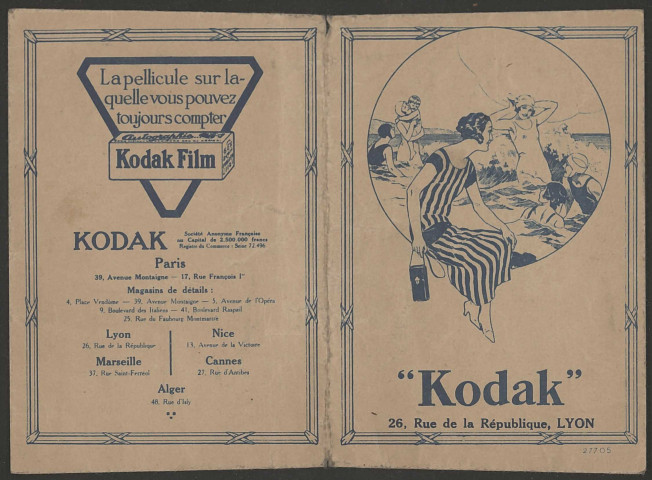 La pellicule sur la-
quelle vous pouvez
toujours compter
Autographic
Kodak Film
KODAK
Société Anonyme Française
au Capital de 2.500.000 francs
Registre du Commerce : Seine 72.496
Paris
39, Avenue Montaigne — 17, Rue François Iᵉʳ
Magasins de détails :
4, Place Vendôme — 39, Avenue Montaigne — 5, Avenue de l'Opéra
9, Boulevard des Italiens — 41, Boulevard Raspail
25, Rue du Faubourg Montmartre
Lyon
26, Rue de la République
Nice
13, Avenue de la Victoire
Marseille
37, Rue Saint-Ferréol
Cannes
27, Rue d'Antibes
Alger
48, Rue d'Isly
"Kodak"
26, Rue de la République, LYON
27705